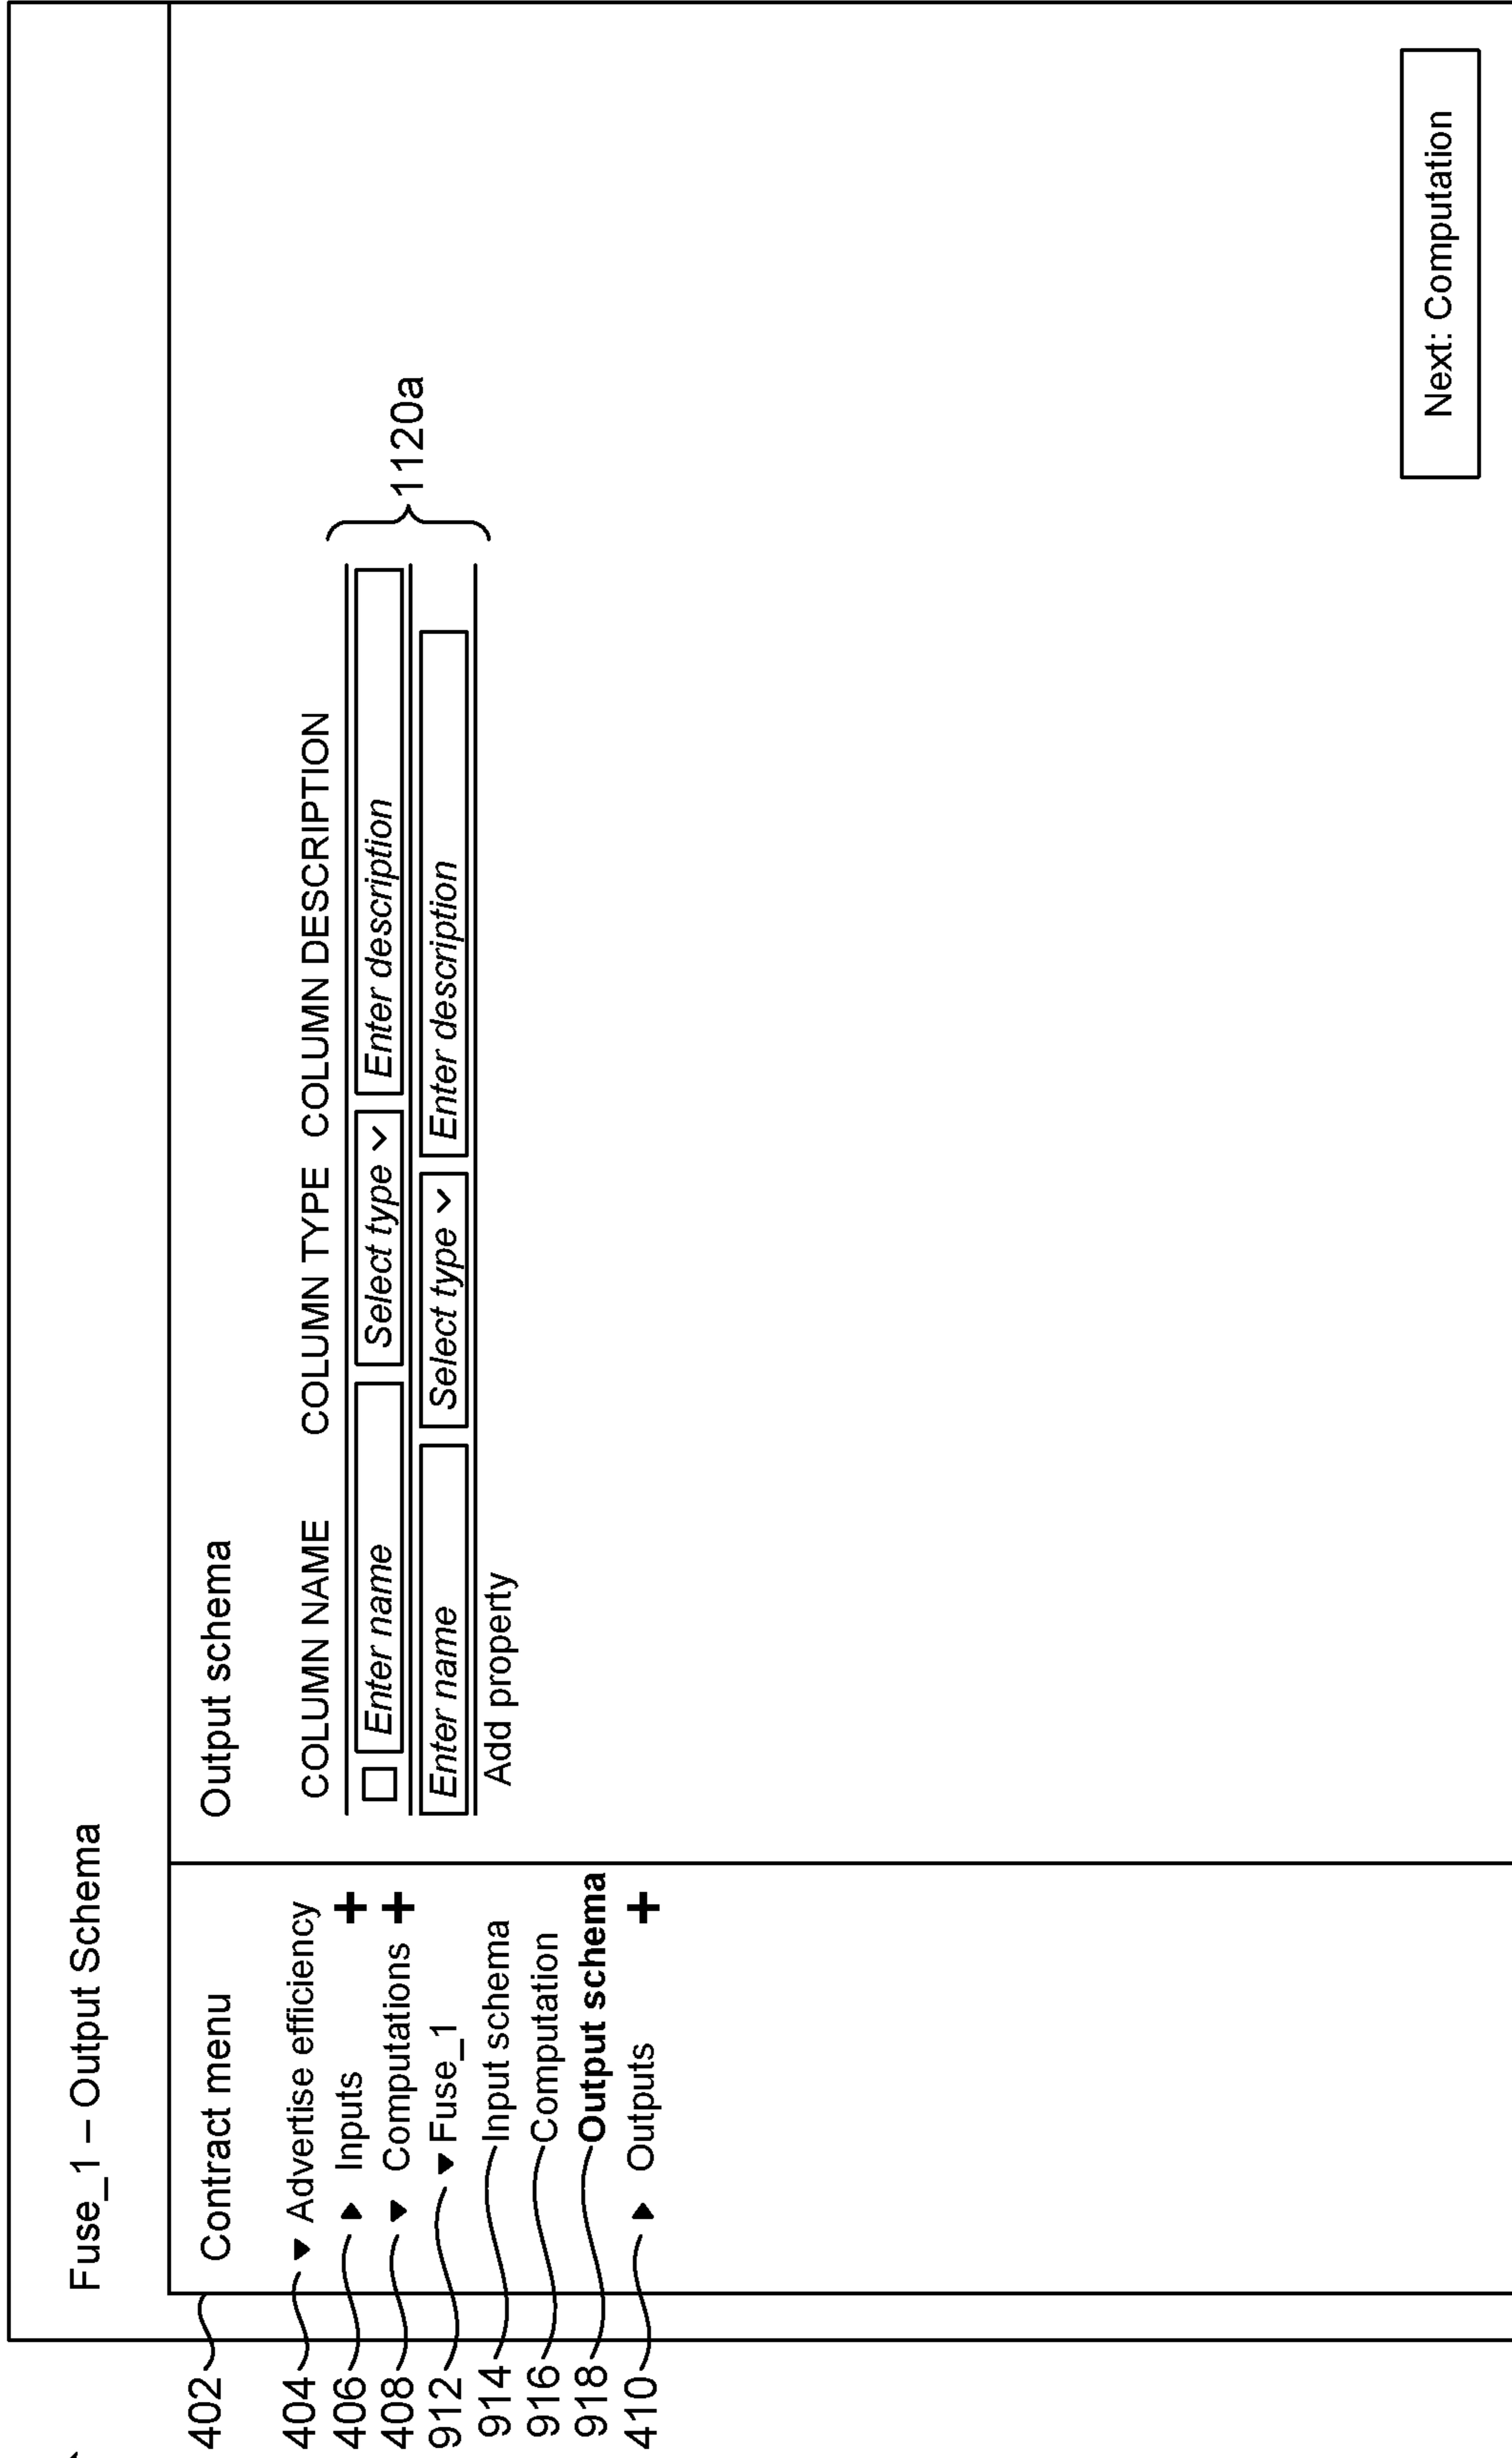 Fuse_1 – Output Schema
402
Contract menu
404
Advertise efficiency
406
Inputs +
408
Computations +
912
Fuse_1
914
Input schema
916
Computation
918
Output schema
410
Outputs +
Output schema
COLUMN NAME COLUMN TYPE COLUMN DESCRIPTION
Enter name Select type Enter description
Enter name Select type Enter description
Add property
1120a
Next: Computation